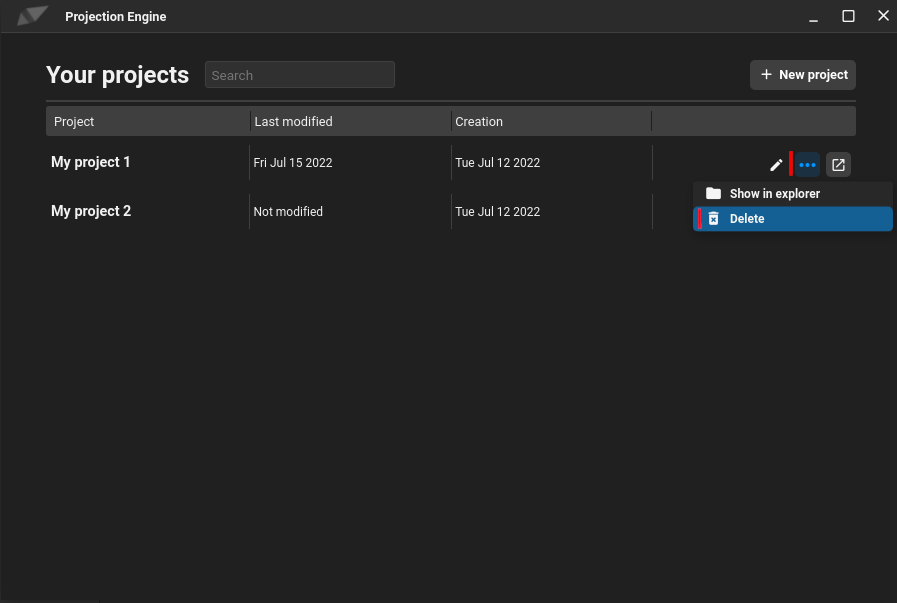 Projection Engine
Your projects
Search
New project
Project Last modified Creation
My project 1 Fri Jul 15 2022 Tue Jul 12 2022
Show in explorer
My project 2 Not modified Tue Jul 12 2022
Delete